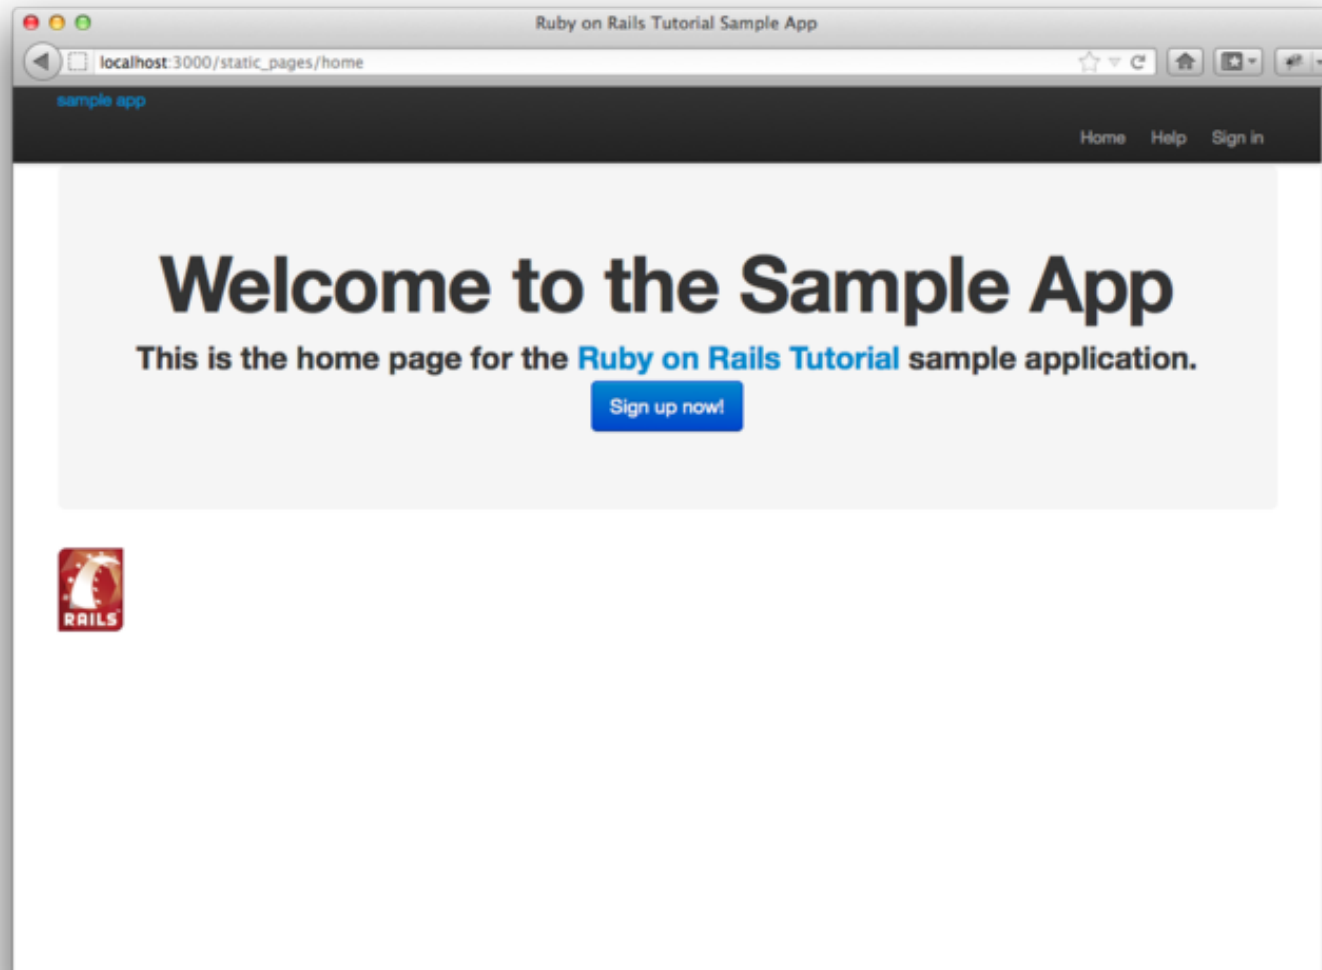 Ruby on Rails Tutorial Sample App
localhost:3000/static_pages/home
sample app
Home Help Sign in
Welcome to the Sample App
This is the home page for the Ruby on Rails Tutorial sample application.
Sign up now!
RAILS